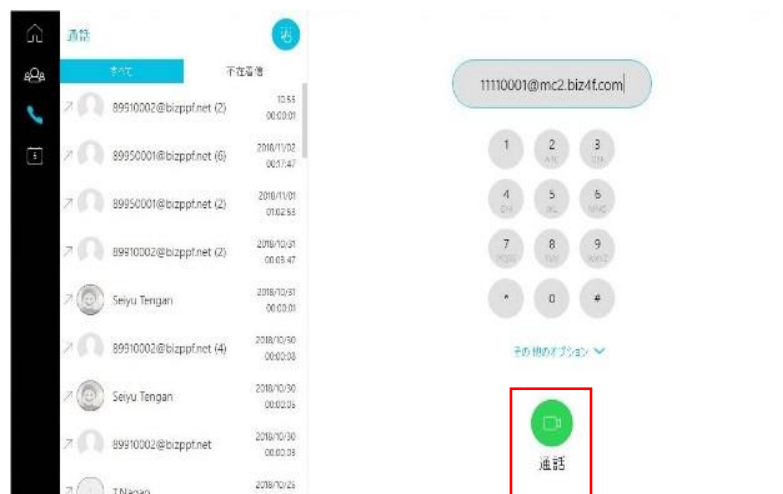 通話
すべて
不在着信
89910002@bizppf.net (2)
10:55
00:00:01
89950001@bizppf.net (6)
2018/11/02
00:17:47
89950001@bizppf.net (2)
2018/11/01
01:02:53
89910002@bizppf.net (2)
2018/10/31
00:03:47
Seiyu Tengan
2018/10/31
00:00:01
89910002@bizppf.net (4)
2018/10/30
00:00:08
Seiyu Tengan
2018/10/30
00:00:05
89910002@bizppf.net
2018/10/30
00:00:08
T.Nagan
2018/10/25
11110001@mc2.biz4f.com
1
2
ABC
3
DEF
4
GHI
5
JKL
6
MNO
7
PQRS
8
TUV
9
WXYZ
*
0
#
その他のオプション
通話